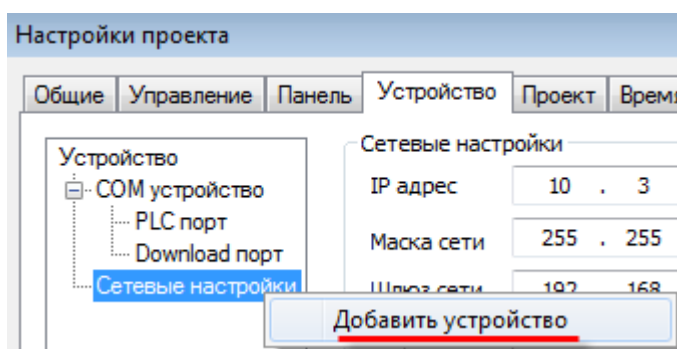 Настройки проекта
Общие Управление Панель Устройство Проект Время
Устройство
COM устройство
PLC порт
Download порт
Сетевые настройки
Сетевые настройки
IP адрес 10 . 3
Маска сети 255 . 255
Шлюз сети 192 168
Добавить устройство